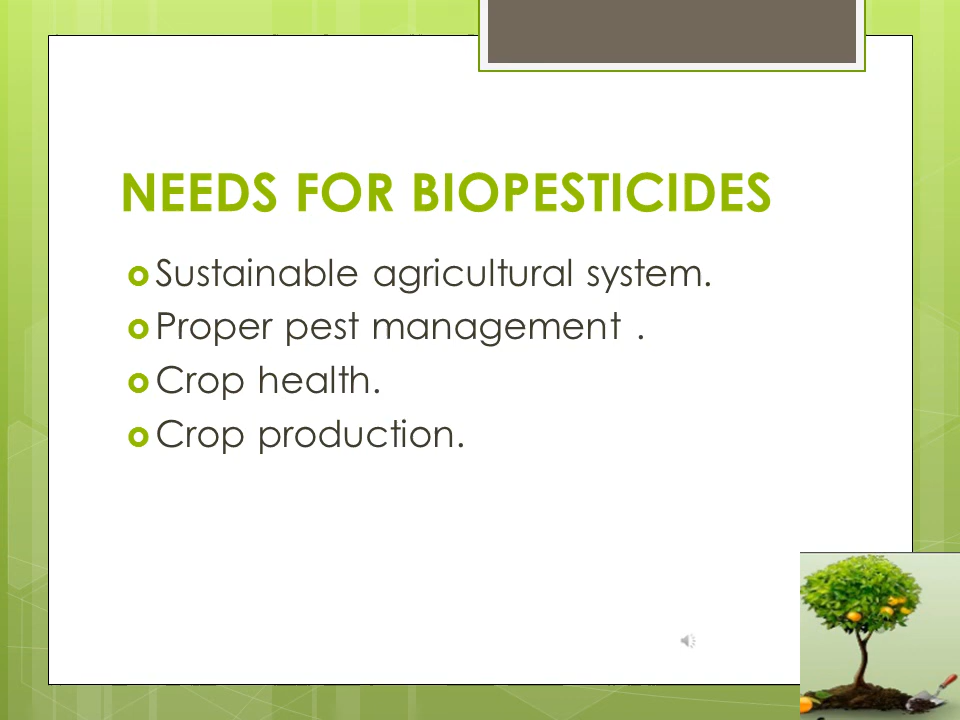 NEEDS FOR BIOPESTICIDES
Sustainable agricultural system.
Proper pest management .
Crop health.
Crop production.